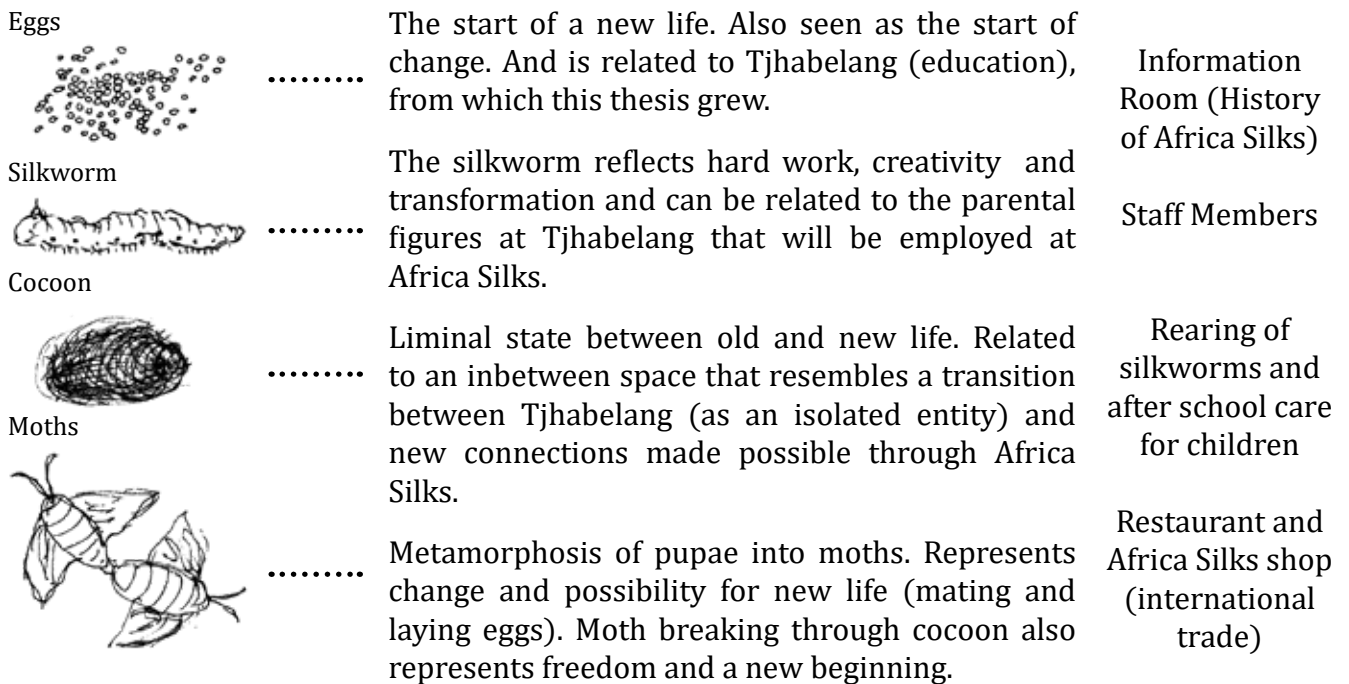 Eggs
.........
The start of a new life. Also seen as the start of
change. And is related to Tjhabelang (education),
from which this thesis grew.
Information
Room (History
of Africa Silks)
Silkworm
.........
The silkworm reflects hard work, creativity and
transformation and can be related to the parental
figures at Tjhabelang that will be employed at
Africa Silks.
Staff Members
Cocoon
.........
Liminal state between old and new life. Related
to an inbetween space that resembles a transition
between Tjhabelang (as an isolated entity) and
new connections made possible through Africa
Silks.
Rearing of
silkworms and
after school care
for children
Moths
.........
Metamorphosis of pupae into moths. Represents
change and possibility for new life (mating and
laying eggs). Moth breaking through cocoon also
represents freedom and a new beginning.
Restaurant and
Africa Silks shop
(international
trade)